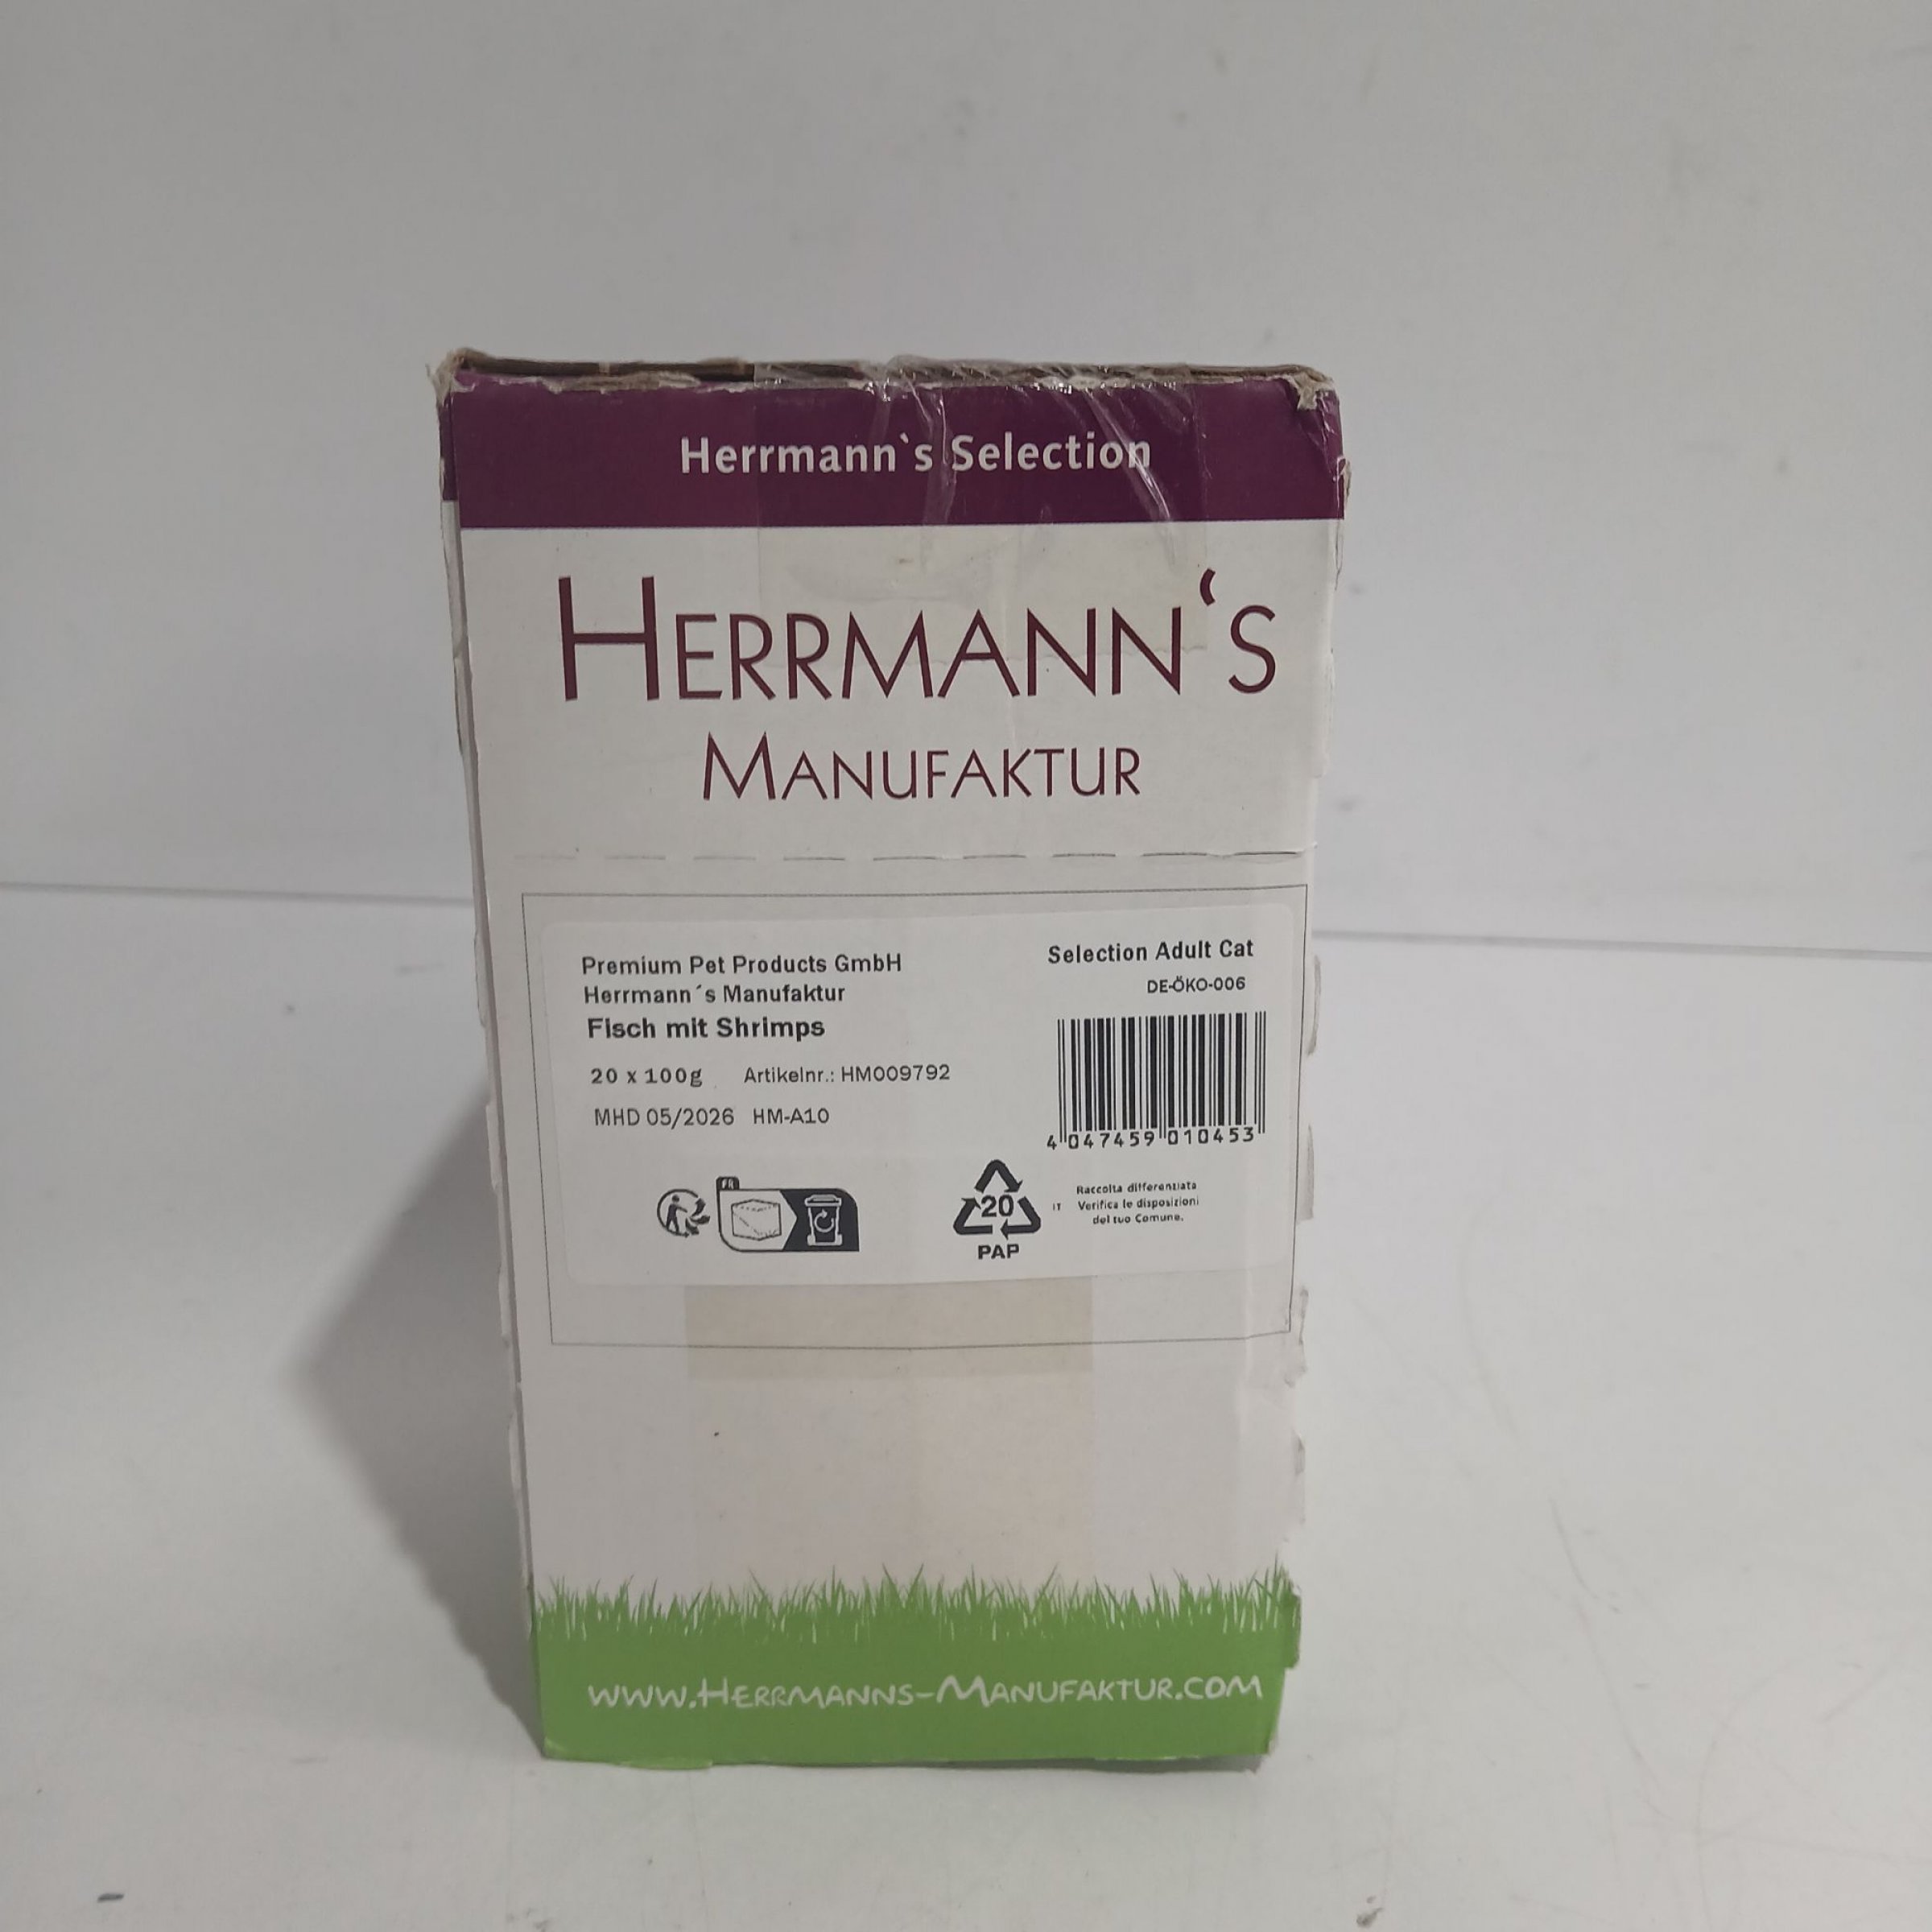 Herrmann`s Selection
HERRMANN‘S
MANUFAKTUR
Premium Pet Products GmbH
Herrmann´s Manufaktur
Fisch mit Shrimps
20 x 100g Artikelnr.: HM009792
MHD 05/2026 HM-A10
Selection Adult Cat
DE-ÖKO-006
4 047459 010453
FR
20
PAP
IT
Raccolta differenziata
Verifica le disposizioni
del tuo Comune.
WWW.HERRMANNS-MANUFAKTUR.COM